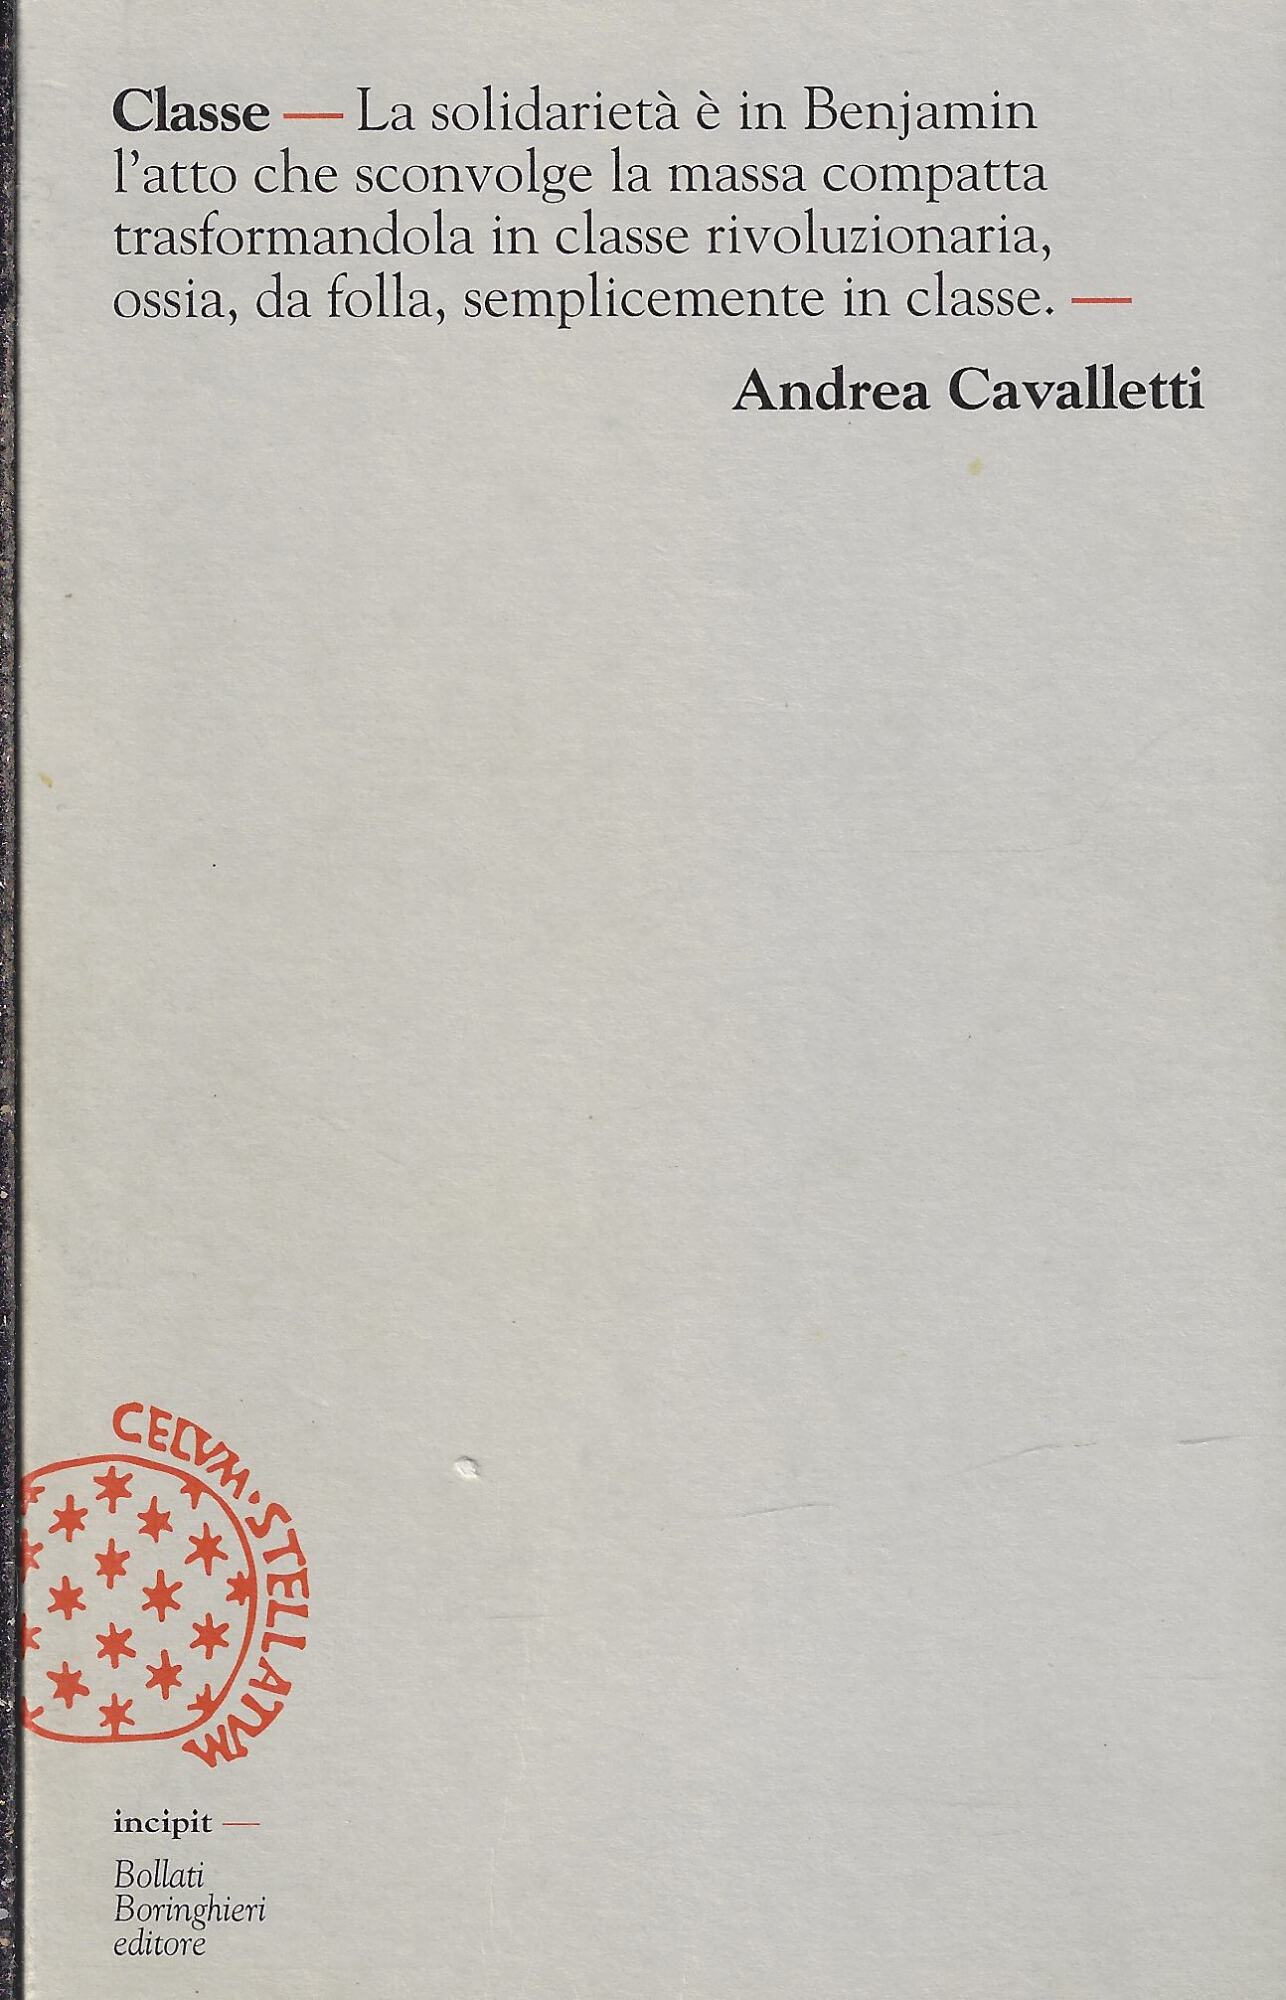 Classe — La solidarietà è in Benjamin
l'atto che sconvolge la massa compatta
trasformandola in classe rivoluzionaria,
ossia, da folla, semplicemente in classe. —
Andrea Cavalletti
CELVM·STELLATVM
incipit —
Bollati
Boringhieri
editore